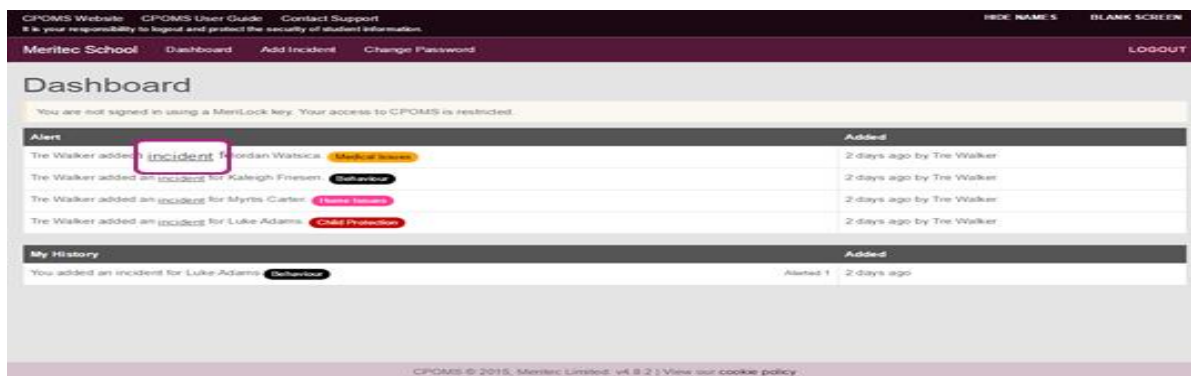 CPOMS Website CPOMS User Guide Contact Support HIDE NAMES BLANK SCREEN
It is your responsibility to logout and protect the security of student information.
Meritec School Dashboard Add Incident Change Password LOGOUT
Dashboard
You are not signed in using a MeriLock key. Your access to CPOMS is restricted.
Alert Added
Tre Walker added incident Jordan Watsica. Medical Issues 2 days ago by Tre Walker
Tre Walker added an incident for Kaleigh Friesen. Behaviour 2 days ago by Tre Walker
Tre Walker added an incident for Myrtis Carter. Home Issues 2 days ago by Tre Walker
Tre Walker added an incident for Luke Adams. Child Protection 2 days ago by Tre Walker
My History Added
You added an incident for Luke Adams Behaviour Alerted 1 2 days ago
CPOMS © 2015, Meritec Limited. v4.8.2 | View our cookie policy